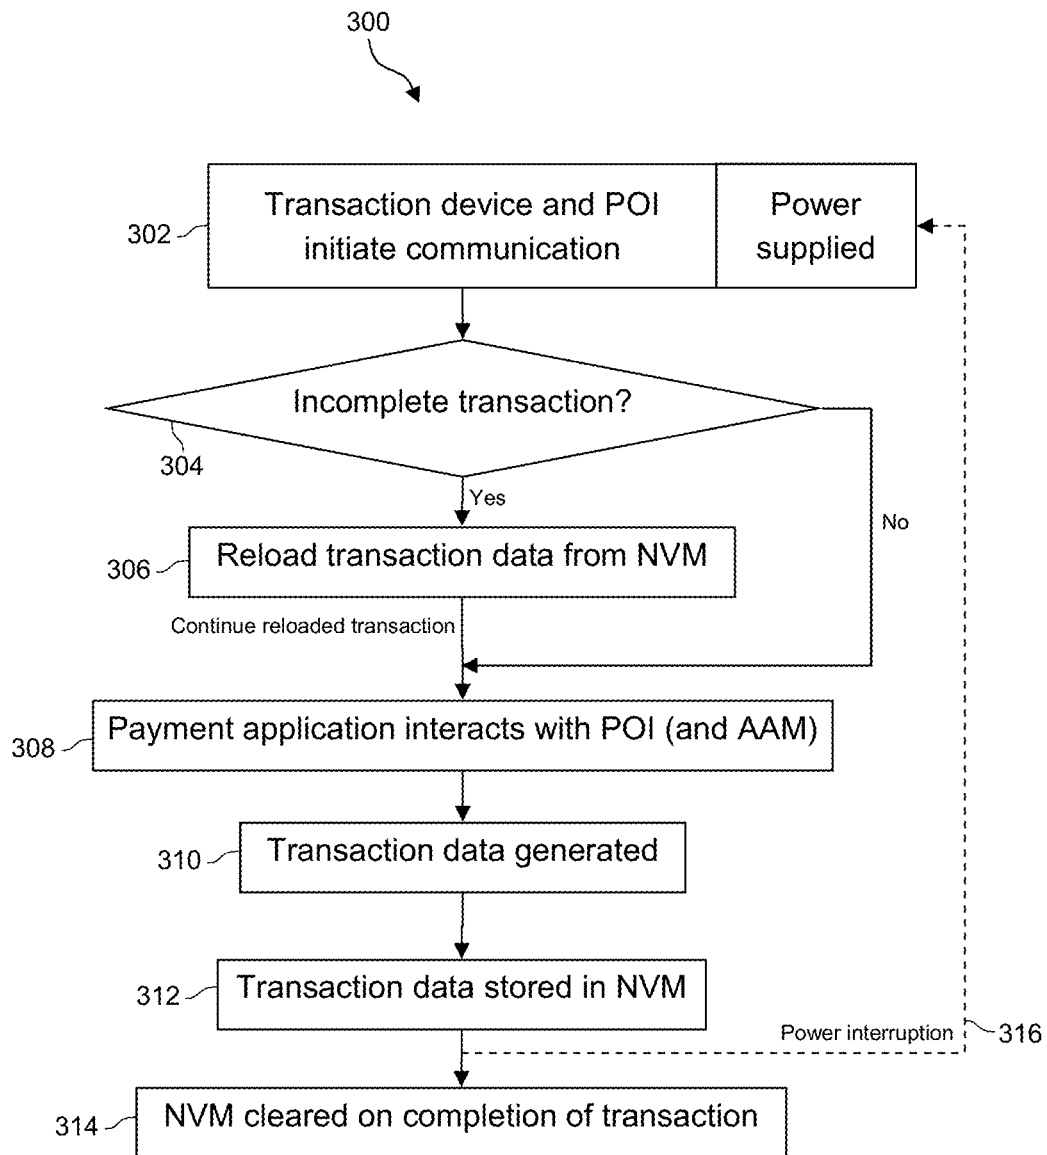 300
Transaction device and POI
initiate communication
Power
supplied
302
Incomplete transaction?
304
Yes
No
Reload transaction data from NVM
306
Continue reloaded transaction
Payment application interacts with POI (and AAM)
308
Transaction data generated
310
Transaction data stored in NVM
312
Power interruption
316
NVM cleared on completion of transaction
314